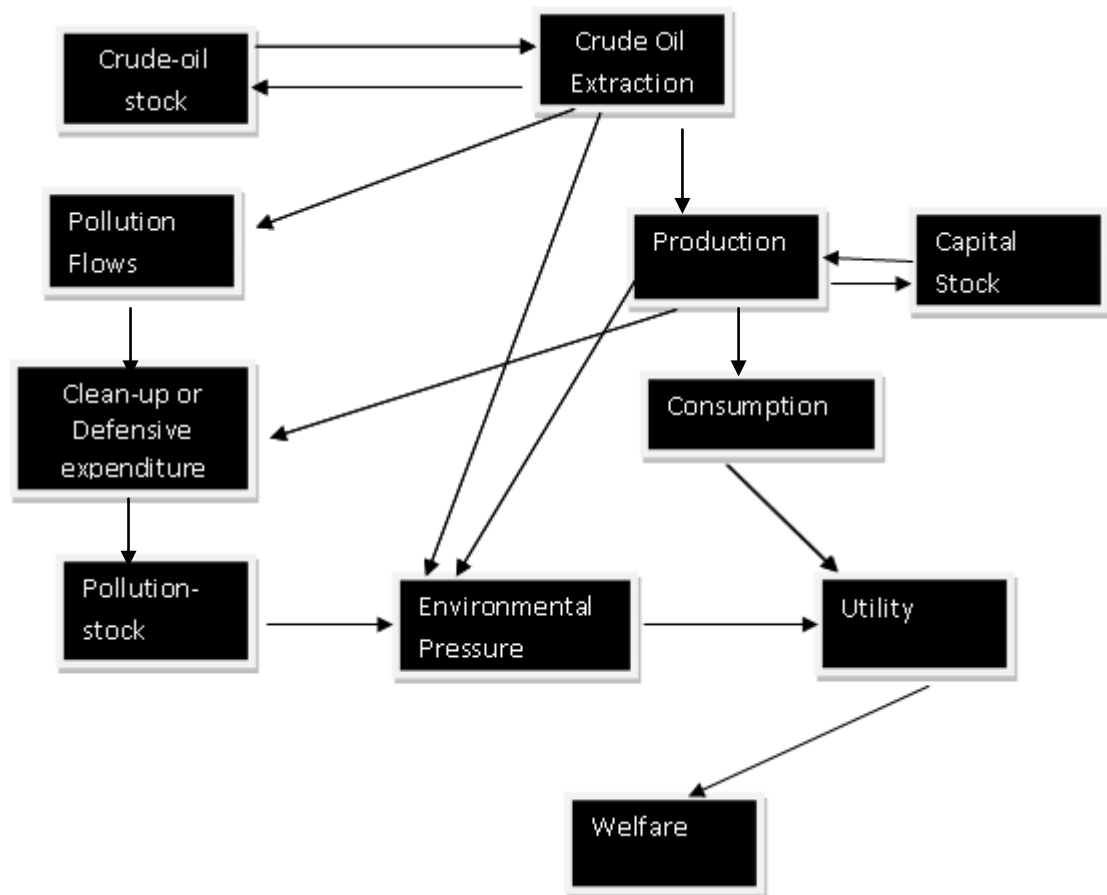 Crude-oil
stock
Crude Oil
Extraction
Pollution
Flows
Production
Capital
Stock
Clean-up or
Defensive
expenditure
Consumption
Pollution-
stock
Environmental
Pressure
Utility
Welfare